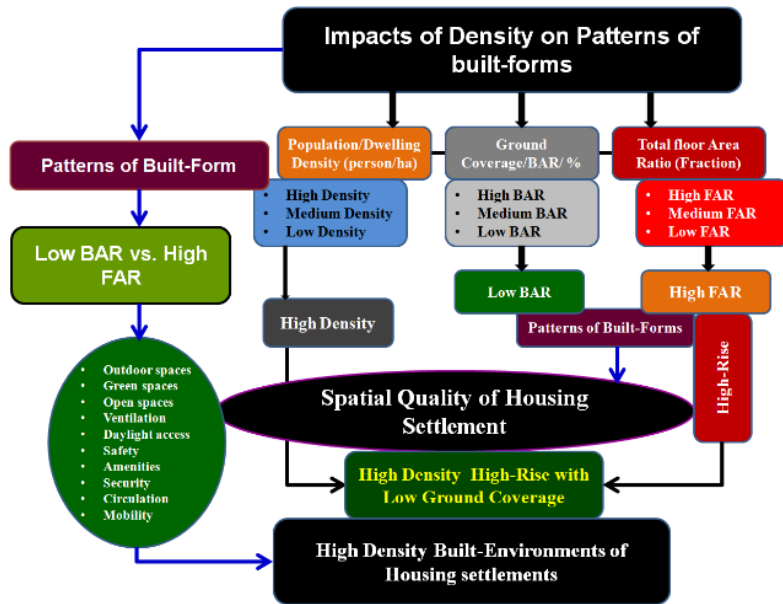 Impacts of Density on Patterns of
built-forms
Patterns of Built-Form
Population/Dwelling
Density (person/ha)
Ground
Coverage/BAR/ %
Total floor Area
Ratio (Fraction)
• High Density
• Medium Density
• Low Density
• High BAR
• Medium BAR
• Low BAR
• High FAR
• Medium FAR
• Low FAR
Low BAR vs. High
FAR
Low BAR
High FAR
High Density
Patterns of Built-Forms
High-Rise
• Outdoor spaces
• Green spaces
• Open spaces
• Ventilation
• Daylight access
• Safety
• Amenities
• Security
• Circulation
• Mobility
Spatial Quality of Housing
Settlement
High Density High-Rise with
Low Ground Coverage
High Density Built-Environments of
Housing settlements